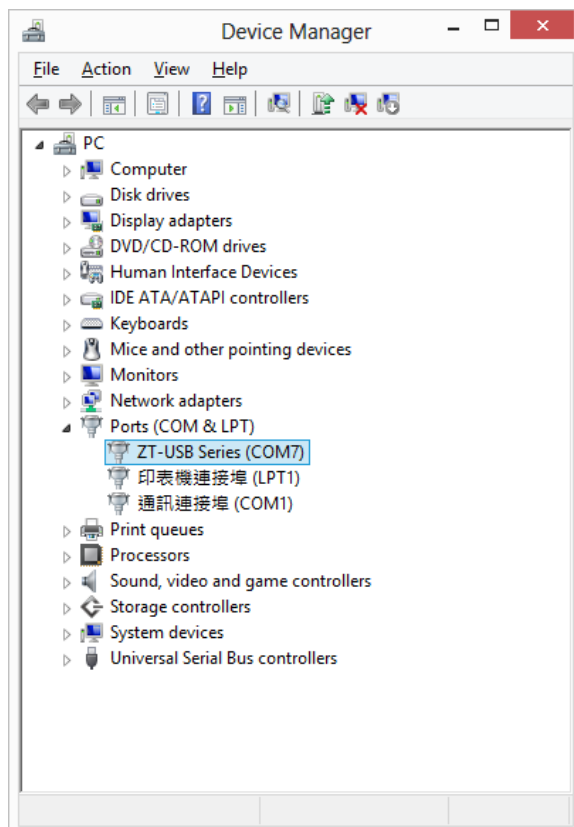 Device Manager
File Action View Help
PC
Computer
Disk drives
Display adapters
DVD/CD-ROM drives
Human Interface Devices
IDE ATA/ATAPI controllers
Keyboards
Mice and other pointing devices
Monitors
Network adapters
Ports (COM & LPT)
ZT-USB Series (COM7)
印表機連接埠 (LPT1)
通訊連接埠 (COM1)
Print queues
Processors
Sound, video and game controllers
Storage controllers
System devices
Universal Serial Bus controllers